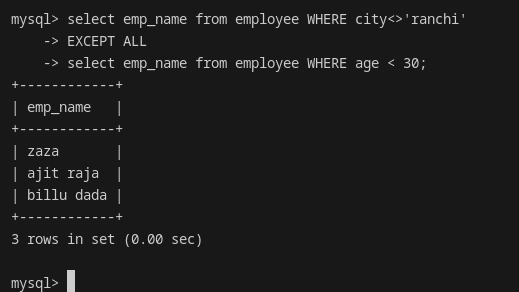 mysql> select emp_name from employee WHERE city<>'ranchi'
    -> EXCEPT ALL
    -> select emp_name from employee WHERE age < 30;
+------------+
| emp_name   |
+------------+
| zaza       |
| ajit raja  |
| billu dada |
+------------+
3 rows in set (0.00 sec)
mysql>